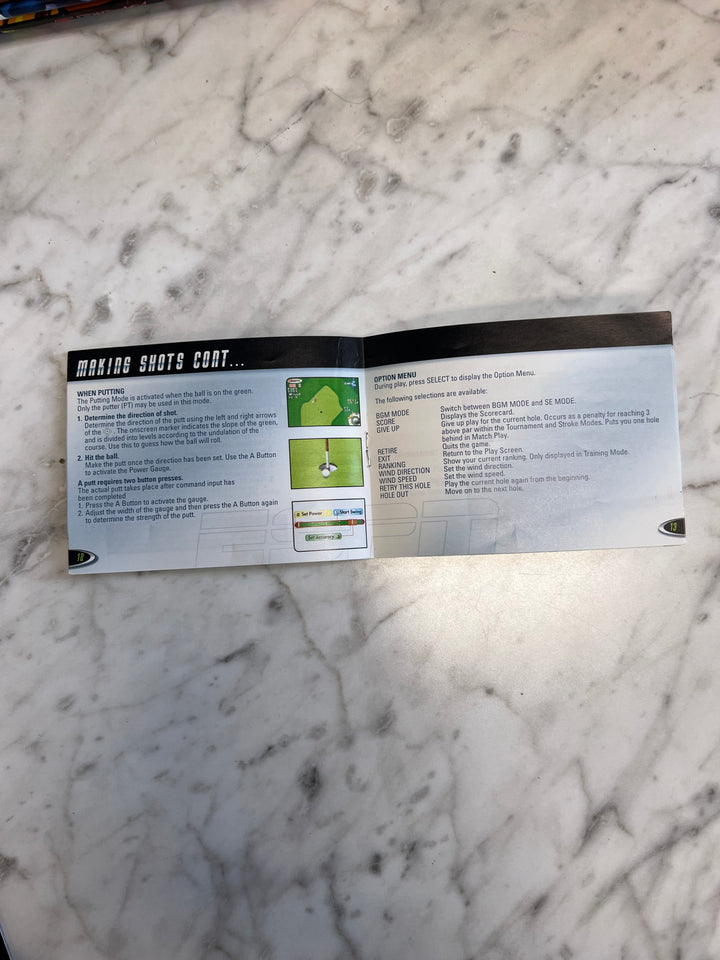 MAKING SHOTS CONT...
WHEN PUTTING
The Putting Mode is activated when the ball is on the green.
Only the putter (PT) may be used in this mode.
1. Determine the direction of shot.
Determine the direction of the putt using the left and right arrows
of the . The onscreen marker indicates the slope of the green,
and is divided into levels according to the undulation of the
course. Use this to guess how the ball will roll.
2. Hit the ball.
Make the putt once the direction has been set. Use the A Button
to activate the Power Gauge.
A putt requires two button presses.
The actual putt takes place after command input has
been completed.
1. Press the A Button to activate the gauge.
2. Adjust the width of the gauge and then press the A Button again
to determine the strength of the putt.
Set Power
Start Swing
Set Accuracy
ESPN
18
OPTION MENU
During play, press SELECT to display the Option Menu.
The following selections are available:
BGM MODE Switch between BGM MODE and SE MODE.
SCORE Displays the Scorecard.
GIVE UP Give up play for the current hole. Occurs as a penalty for reaching 3
above par within the Tournament and Stroke Modes. Puts you one hole
behind in Match Play.
RETIRE Quits the game.
EXIT Return to the Play Screen.
RANKING Show your current ranking. Only displayed in Training Mode.
WIND DIRECTION Set the wind direction.
WIND SPEED Set the wind speed.
RETRY THIS HOLE Play the current hole again from the beginning.
HOLE OUT Move on to the next hole.
13